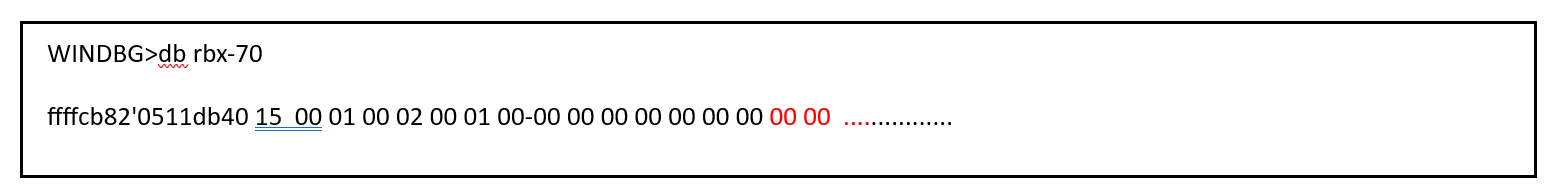 WINDBG>db rbx-70
ffffcb82'0511db40 15  00 01 00 02 00 01 00-00 00 00 00 00 00 00 00 00  ................